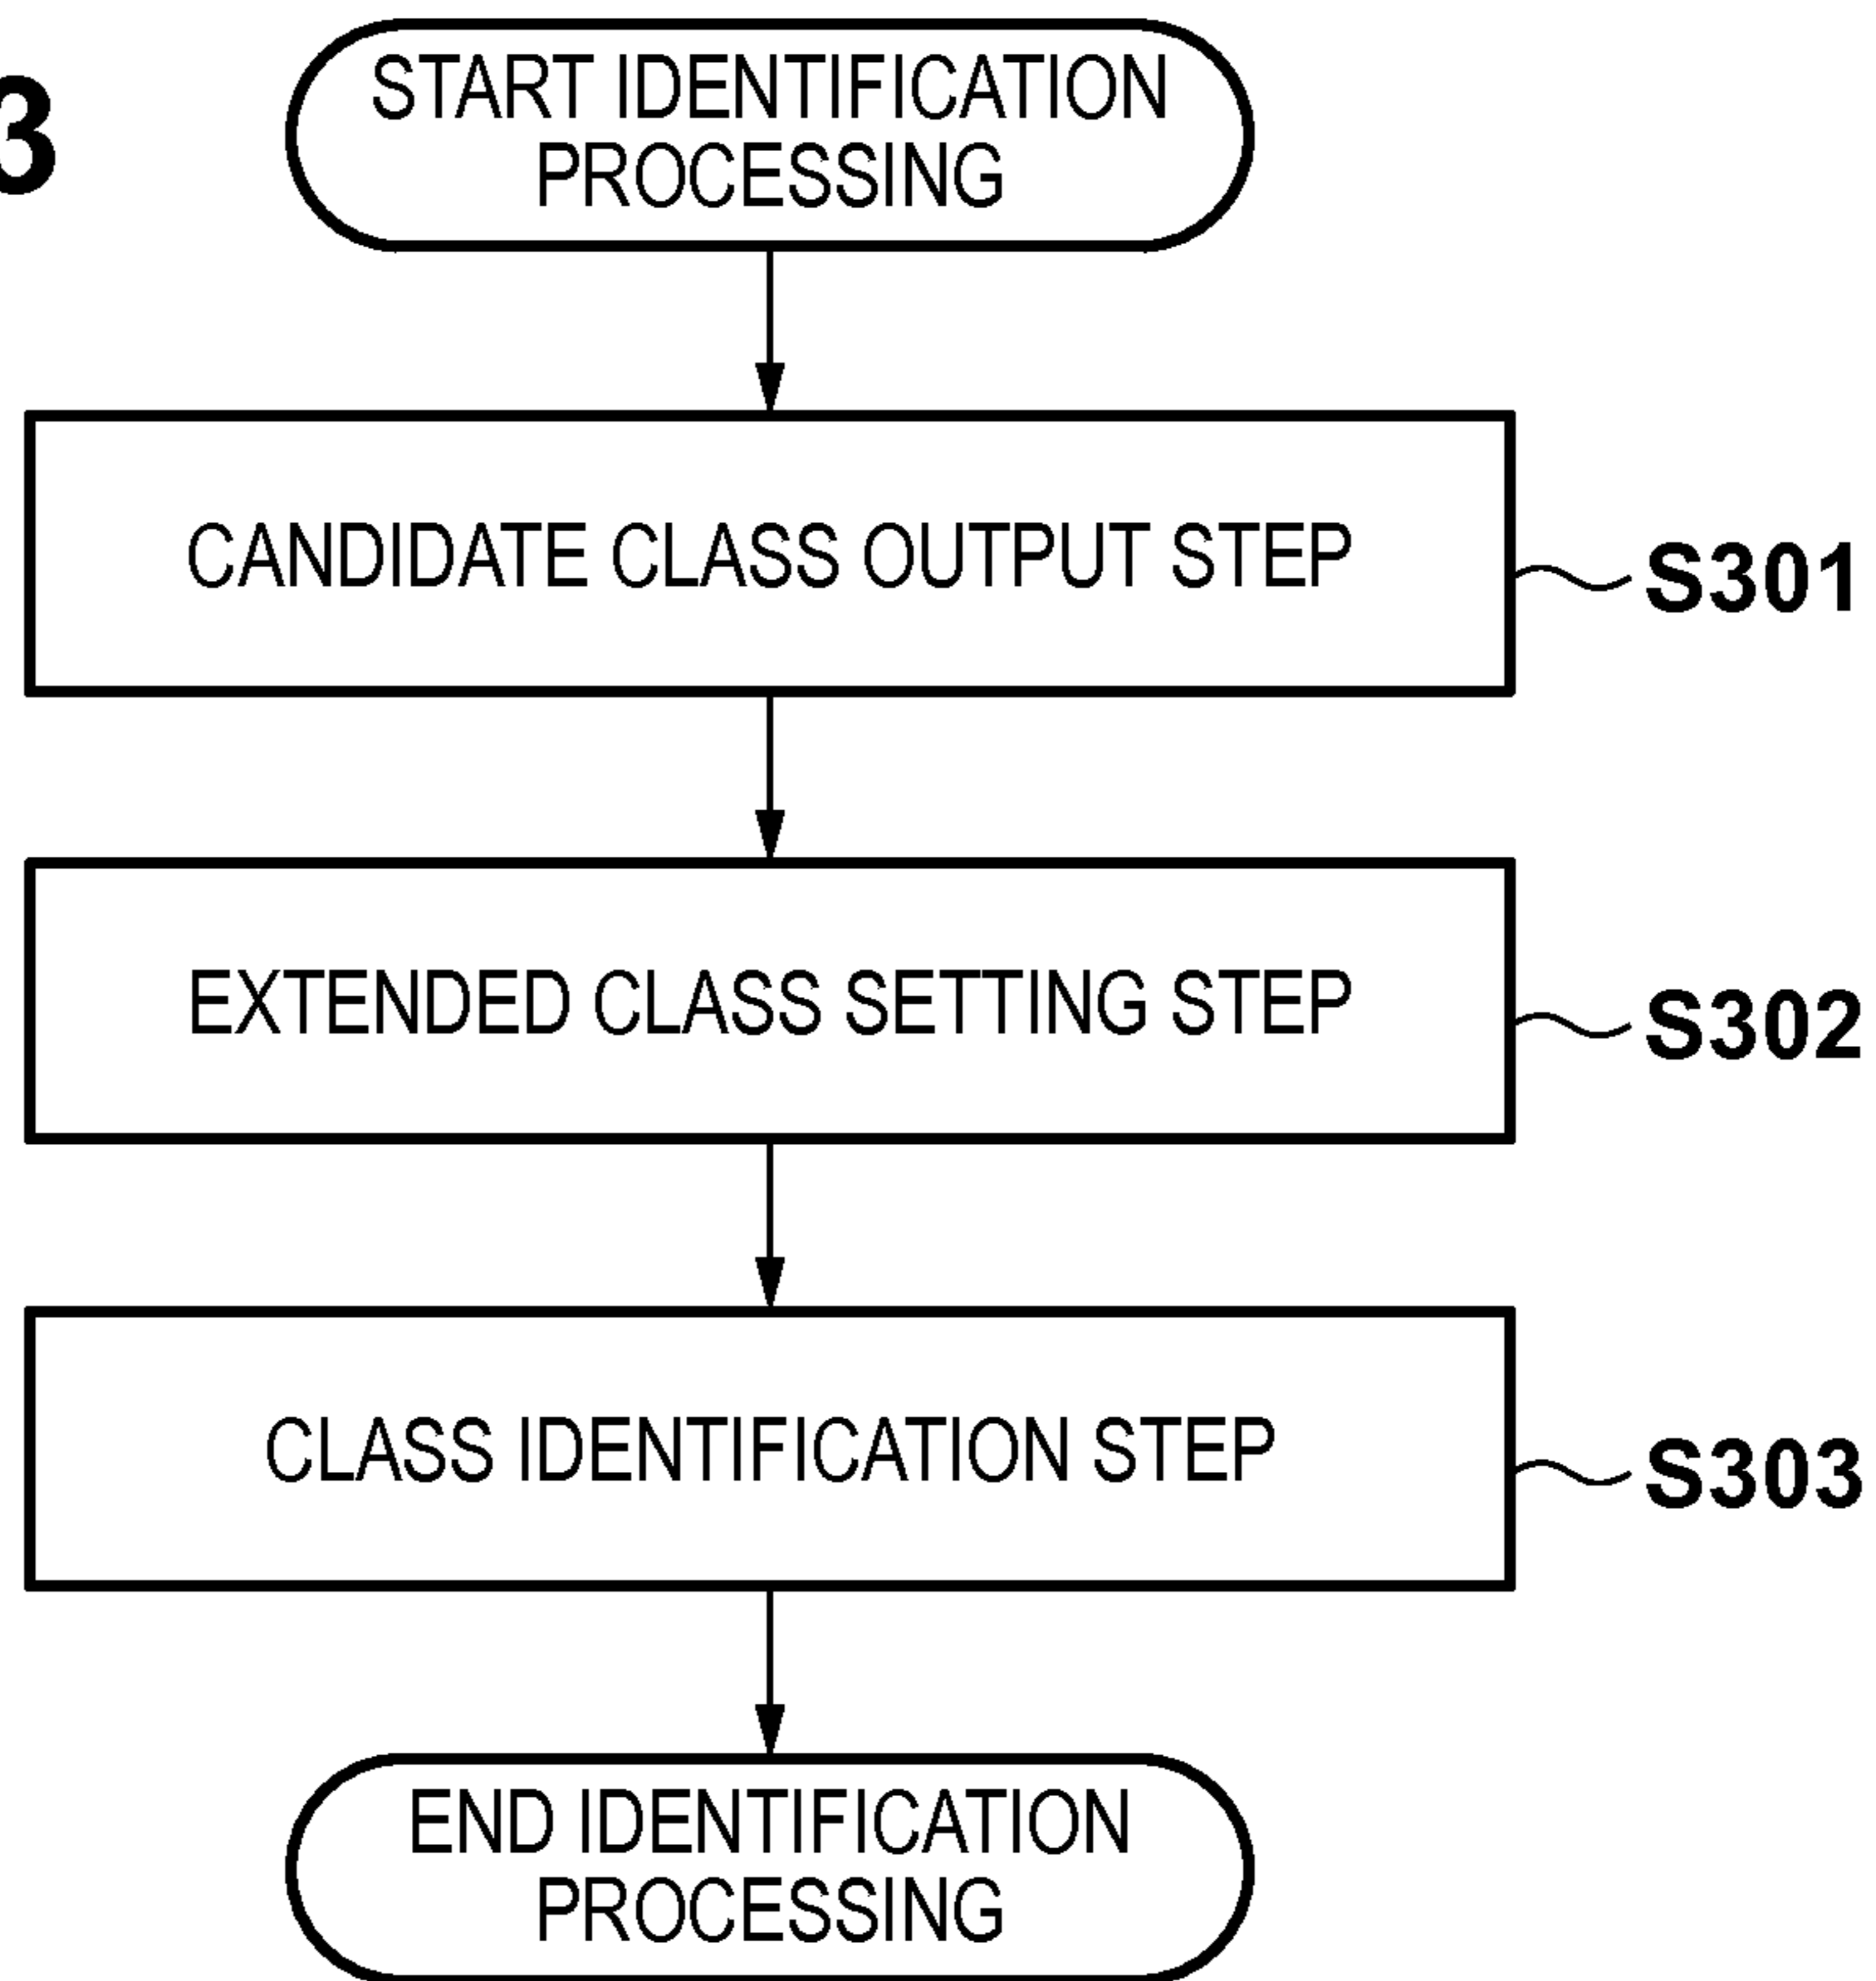 3
START IDENTIFICATION
PROCESSING
CANDIDATE CLASS OUTPUT STEP
S301
EXTENDED CLASS SETTING STEP
S302
CLASS IDENTIFICATION STEP
S303
END IDENTIFICATION
PROCESSING